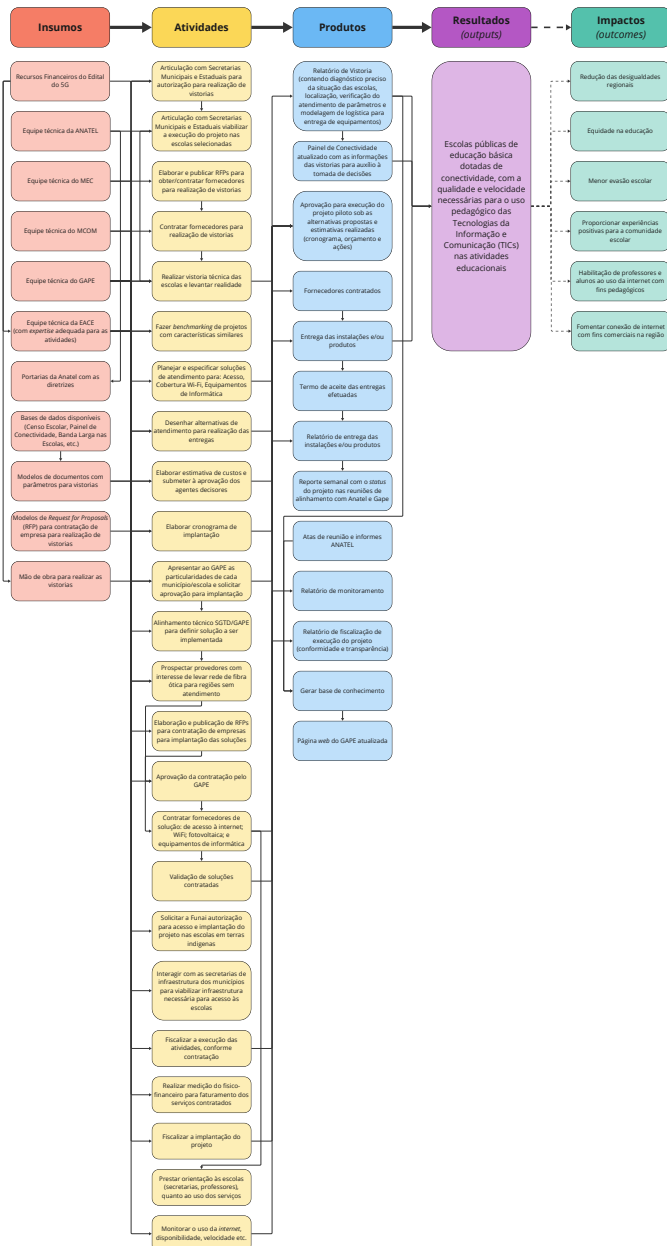 Insumos
Recursos Financeiros do Edital
do 5G
Equipe técnica da ANATEL
Equipe técnica do MEC
Equipe técnica do MCOM
Equipe técnica do GAPE
Equipe técnica da EACE
(com expertise adequada para as
atividades)
Portarias da Anatel com as
diretrizes
Bases de dados disponíveis
(Censo Escolar, Painel de
Conectividade, Banda Larga nas
Escolas, etc.)
Modelos de documentos com
parâmetros para vistorias
Modelos de Request for Proposals
(RFP) para contratação de
empresa para realização de
vistorias
Mão de obra para realizar as
vistorias
Atividades
Articulação com Secretarias
Municipais e Estaduais para
autorização para realização de
vistorias
Articulação com Secretarias
Municipais e Estaduais viabilizar
a execução do projeto nas
escolas selecionadas
Elaborar e publicar RFPs para
obter/contratar fornecedores
para realização de vistorias
Contratar fornecedores para
realização de vistorias
Realizar vistoria técnica das
escolas e levantar realidade
Fazer benchmarking de projetos
com características similares
Planejar e especificar soluções
de atendimento para: Acesso,
Cobertura Wi-Fi, Equipamentos
de Informática
Desenhar alternativas de
atendimento para realização das
entregas
Elaborar estimativa de custos e
submeter à aprovação dos
agentes decisores
Elaborar cronograma de
implantação
Apresentar ao GAPE as
particularidades de cada
município/escola e solicitar
aprovação para implantação
Alinhamento técnico SGTD/GAPE
para definir solução a ser
implementada
Prospectar provedores com
interesse de levar rede de fibra
ótica para regiões sem
atendimento
Elaboração e publicação de RFPs
para contratação de empresas
para implantação das soluções
Aprovação da contratação pelo
GAPE
Contratar fornecedores de
solução: de acesso à internet;
WiFi; fotovoltaica; e
equipamentos de informática
Validação de soluções
contratadas
Solicitar a Funai autorização
para acesso e implantação do
projeto nas escolas em terras
indígenas
Interagir com as secretarias de
infraestrutura dos municípios
para viabilizar infraestrutura
necessária para acesso às
escolas
Fiscalizar a execução das
atividades, conforme
contratação
Realizar medição do físico-
financeiro para faturamento dos
serviços contratados
Fiscalizar a implantação do
projeto
Prestar orientação às escolas
(secretarias, professores),
quanto ao uso dos serviços
Monitorar o uso da internet,
disponibilidade, velocidade etc.
Produtos
Relatório de Vistoria
(contendo diagnóstico preciso
da situação das escolas,
localização, verificação do
atendimento de parâmetros e
modelagem de logística para
entrega de equipamentos)
Painel de Conectividade
atualizado com as informações
das vistorias para auxílio à
tomada de decisões
Aprovação para execução do
projeto piloto sob as
alternativas propostas e
estimativas realizadas
(cronograma, orçamento e
ações)
Fornecedores contratados
Entrega das instalações e/ou
produtos
Termo de aceite das entregas
efetuadas
Relatório de entrega das
instalações e/ou produtos
Reporte semanal com o status
do projeto nas reuniões de
alinhamento com Anatel e Gape
Atas de reunião e informes
ANATEL
Relatório de monitoramento
Relatório de fiscalização de
execução do projeto
(conformidade e transparência)
Gerar base de conhecimento
Página web do GAPE atualizada
Resultados
(outputs)
Escolas públicas de
educação básica
dotadas de
conectividade, com a
qualidade e velocidade
necessárias para o uso
pedagógico das
Tecnologias da
Informação e
Comunicação (TICs)
nas atividades
educacionais
Impactos
(outcomes)
Redução das desigualdades
regionais
Equidade na educação
Menor evasão escolar
Proporcionar experiências
positivas para a comunidade
escolar
Habilitação de professores e
alunos ao uso da internet com
fins pedagógicos
Fomentar conexão de internet
com fins comerciais na região